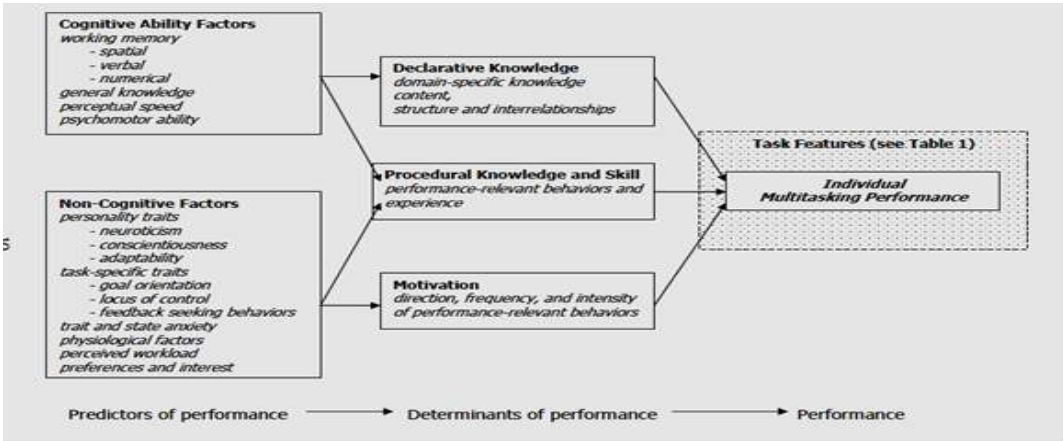 Cognitive Ability Factors
working memory
- spatial
- verbal
- numerical
general knowledge
perceptual speed
psychomotor ability
Non-Cognitive Factors
personality traits
- neuroticism
- conscientiousness
- adaptability
task-specific traits
- goal orientation
- locus of control
- feedback seeking behaviors
trait and state anxiety
physiological factors
perceived workload
preferences and interest
Declarative Knowledge
domain-specific knowledge
content,
structure and interrelationships
Procedural Knowledge and Skill
performance-relevant behaviors and
experience
Motivation
direction, frequency, and intensity
of performance-relevant behaviors
Task Features (see Table 1)
Individual
Multitasking Performance
Predictors of performance
Determinants of performance
Performance